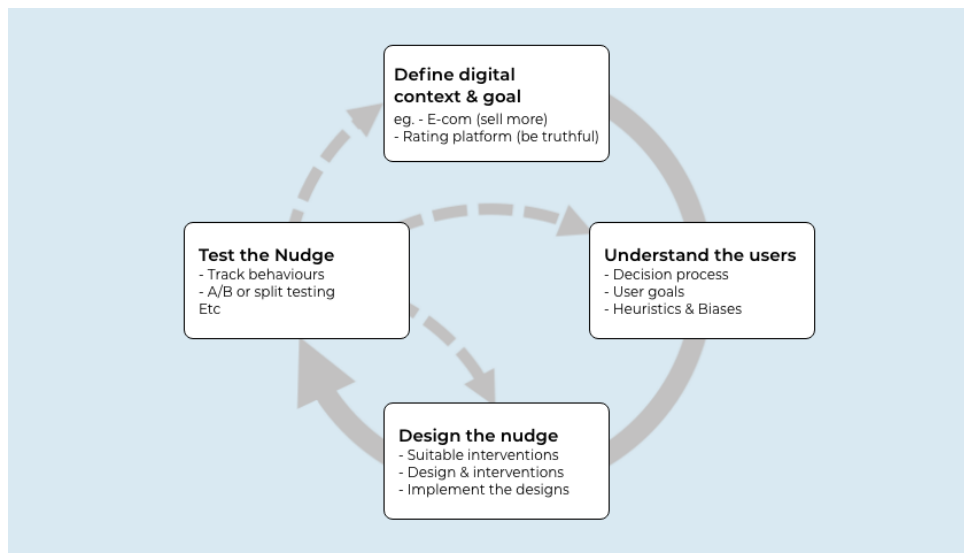 Define digital
context & goal
eg. - E-com (sell more)
- Rating platform (be truthful)
Test the Nudge
- Track behaviours
- A/B or split testing
Etc
Understand the users
- Decision process
- User goals
- Heuristics & Biases
Design the nudge
- Suitable interventions
- Design & interventions
- Implement the designs